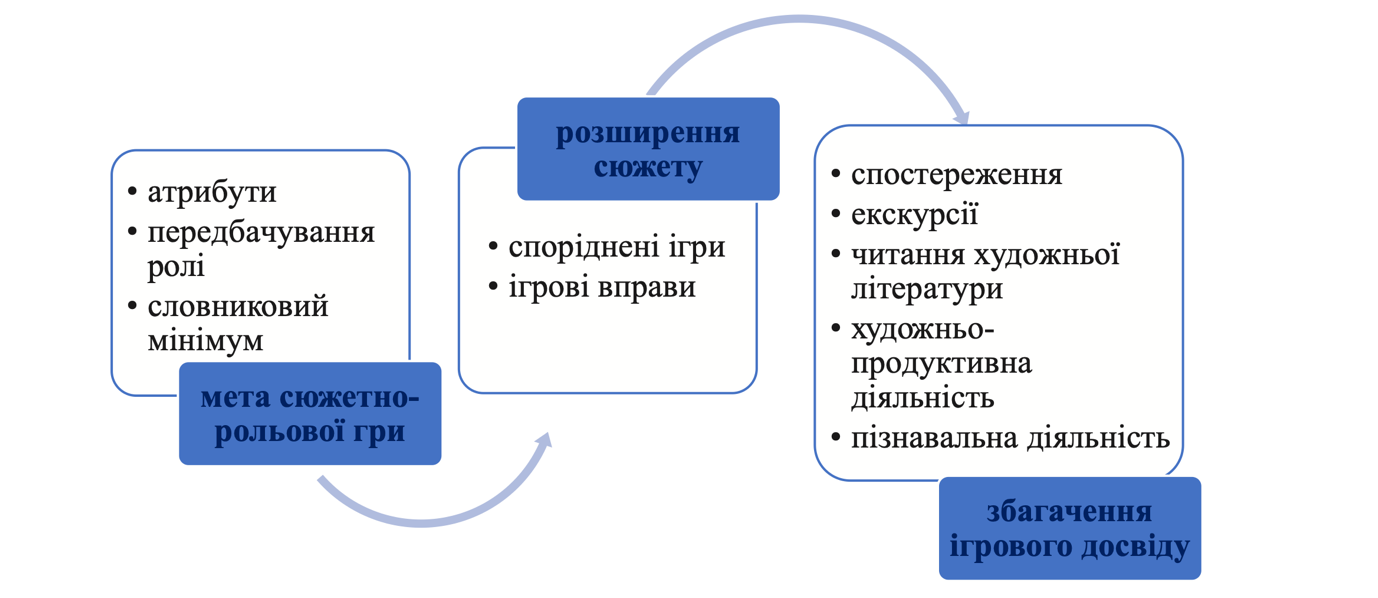 • атрибути
• передбачування
ролі
• словниковий
мінімум
мета сюжетно-
рольової гри
розширення
сюжету
• споріднені ігри
• ігрові вправи
• спостереження
• екскурсії
• читання художньої
літератури
• художньо-
продуктивна
діяльність
• пізнавальна діяльність
збагачення
ігрового досвіду